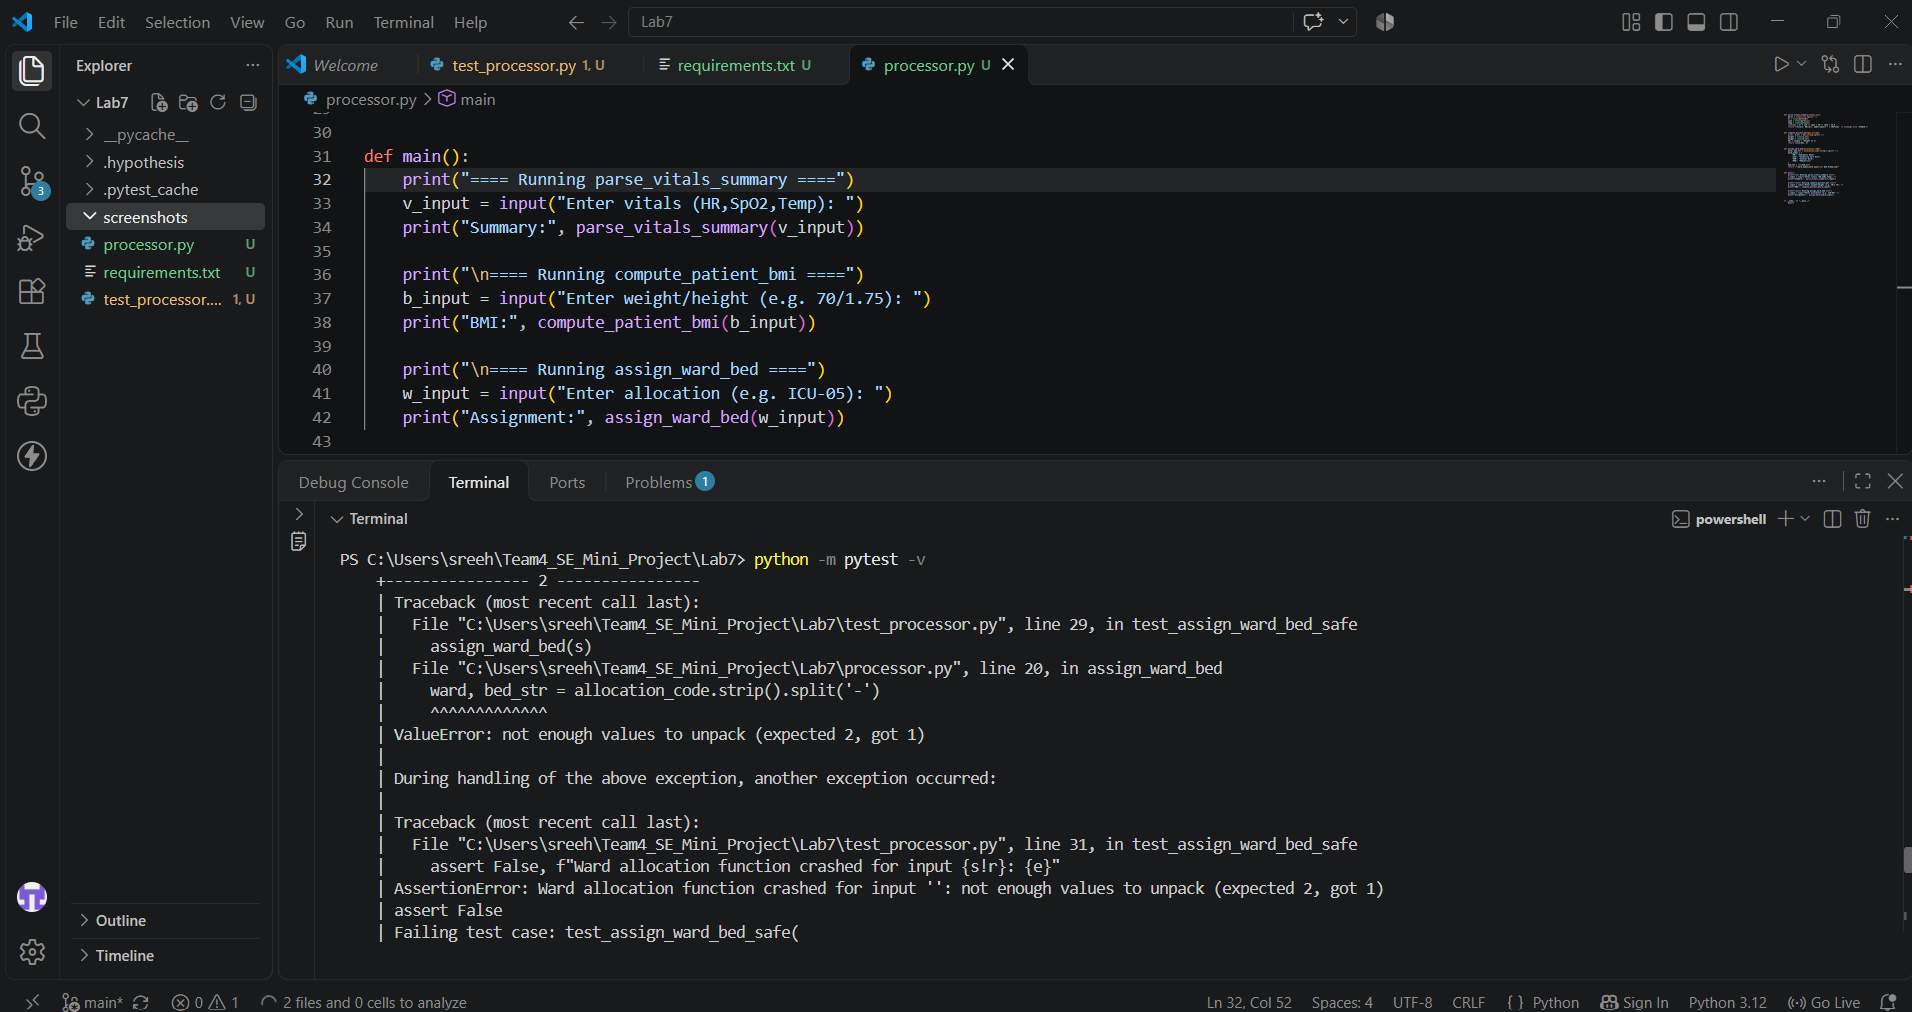 File Edit Selection View Go Run Terminal Help
Lab7
Explorer
Welcome
test_processor.py 1, U
requirements.txt U
processor.py U
Lab7
processor.py > main
__pycache__
.hypothesis
.pytest_cache
screenshots
processor.py U
requirements.txt U
test_processor.... 1, U
30
31 def main():
32 print("==== Running parse_vitals_summary ====")
33 v_input = input("Enter vitals (HR,SpO2,Temp): ")
34 print("Summary:", parse_vitals_summary(v_input))
35
36 print("\n==== Running compute_patient_bmi ====")
37 b_input = input("Enter weight/height (e.g. 70/1.75): ")
38 print("BMI:", compute_patient_bmi(b_input))
39
40 print("\n==== Running assign_ward_bed ====")
41 w_input = input("Enter allocation (e.g. ICU-05): ")
42 print("Assignment:", assign_ward_bed(w_input))
43
3
Debug Console Terminal Ports Problems 1
Terminal
powershell
PS C:\Users\sreeh\Team4_SE_Mini_Project\Lab7> python -m pytest -v
+---------------- 2 ----------------
| Traceback (most recent call last):
|   File "C:\Users\sreeh\Team4_SE_Mini_Project\Lab7\test_processor.py", line 29, in test_assign_ward_bed_safe
|     assign_ward_bed(s)
|   File "C:\Users\sreeh\Team4_SE_Mini_Project\Lab7\processor.py", line 20, in assign_ward_bed
|     ward, bed_str = allocation_code.strip().split('-')
|     ^^^^^^^^^^^^^
| ValueError: not enough values to unpack (expected 2, got 1)
|
| During handling of the above exception, another exception occurred:
|
| Traceback (most recent call last):
|   File "C:\Users\sreeh\Team4_SE_Mini_Project\Lab7\test_processor.py", line 31, in test_assign_ward_bed_safe
|     assert False, f"Ward allocation function crashed for input {s!r}: {e}"
| AssertionError: Ward allocation function crashed for input '': not enough values to unpack (expected 2, got 1)
| assert False
| Failing test case: test_assign_ward_bed_safe(
Outline
Timeline
main* 0 1 2 files and 0 cells to analyze
Ln 32, Col 52 Spaces: 4 UTF-8 CRLF { } Python Sign In Python 3.12 Go Live